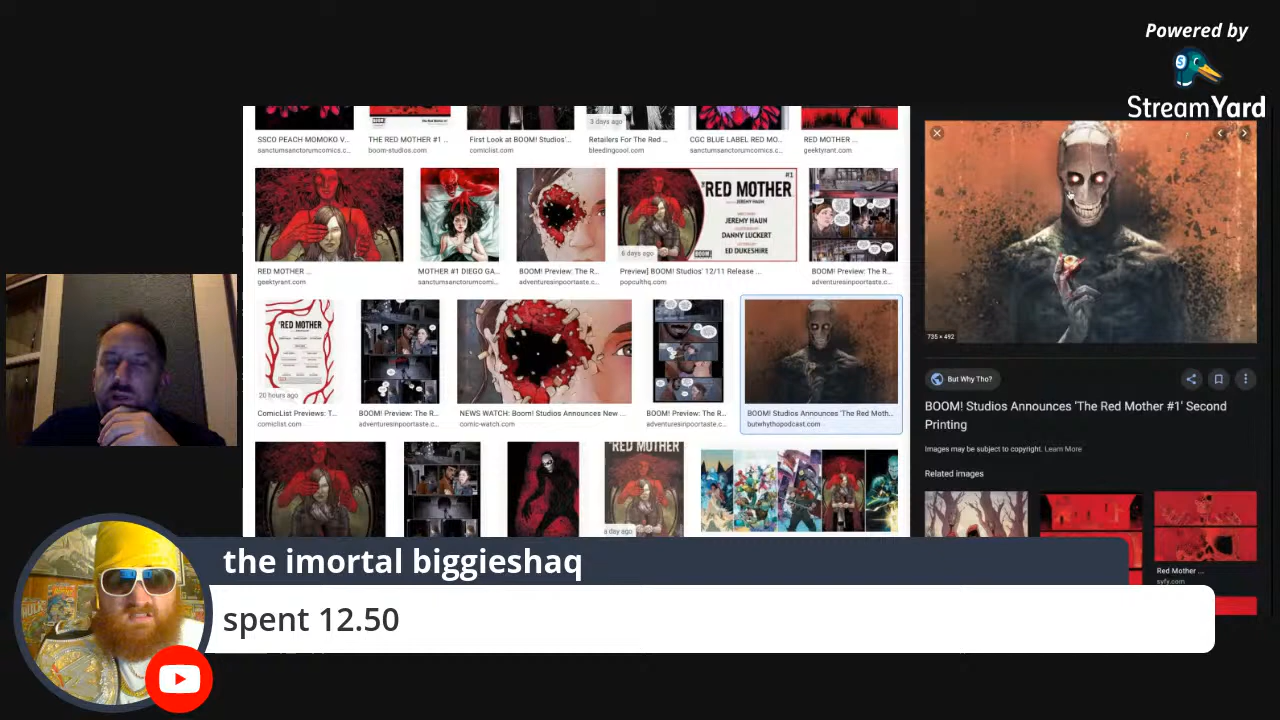 Powered by
StreamYard
3 days ago
SSCO PEACH MOMOKO V...
sanctumsanctorumcomics.c...
THE RED MOTHER #1 ...
boom-studios.com
First Look at BOOM! Studios'...
comiclist.com
Retailers For The Red ...
bleedingcool.com
CGC BLUE LABEL RED MO...
sanctumsanctorumcomics.c...
RED MOTHER ...
geektyrant.com
#1
RED MOTHER
JEREMY HAUN
DANNY LUCKERT
ED DUKESHIRE
BOOM!
6 days ago
RED MOTHER ...
geektyrant.com
MOTHER #1 DIEGO GA...
sanctumsanctorumcomi...
BOOM! Preview: The R...
adventuresinpoortaste.c...
Preview] BOOM! Studios' 12/11 Release ...
popculthq.com
BOOM! Preview: The R...
adventuresinpoortaste.c...
RED MOTHER
20 hours ago
ComicList Previews: T...
comiclist.com
BOOM! Preview: The R...
adventuresinpoortaste.c...
NEWS WATCH: Boom! Studios Announces New ...
comic-watch.com
BOOM! Preview: The R...
adventuresinpoortaste.c...
BOOM! Studios Announces 'The Red Moth...
butwhythopodcast.com
RED MOTHER
a day ago
735 × 492
But Why Tho?
BOOM! Studios Announces 'The Red Mother #1' Second
Printing
Images may be subject to copyright. Learn More
Related images
Red Mother ...
syfy.com
the imortal biggieshaq
spent 12.50